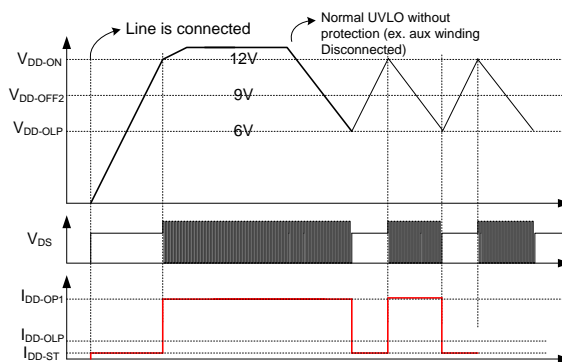 Line is connected
Normal UVLO without
protection (ex. aux winding
Disconnected)
VDD-ON
12V
VDD-OFF2
9V
VDD-OLP
6V
VDS
IDD-OP1
IDD-OLP
IDD-ST